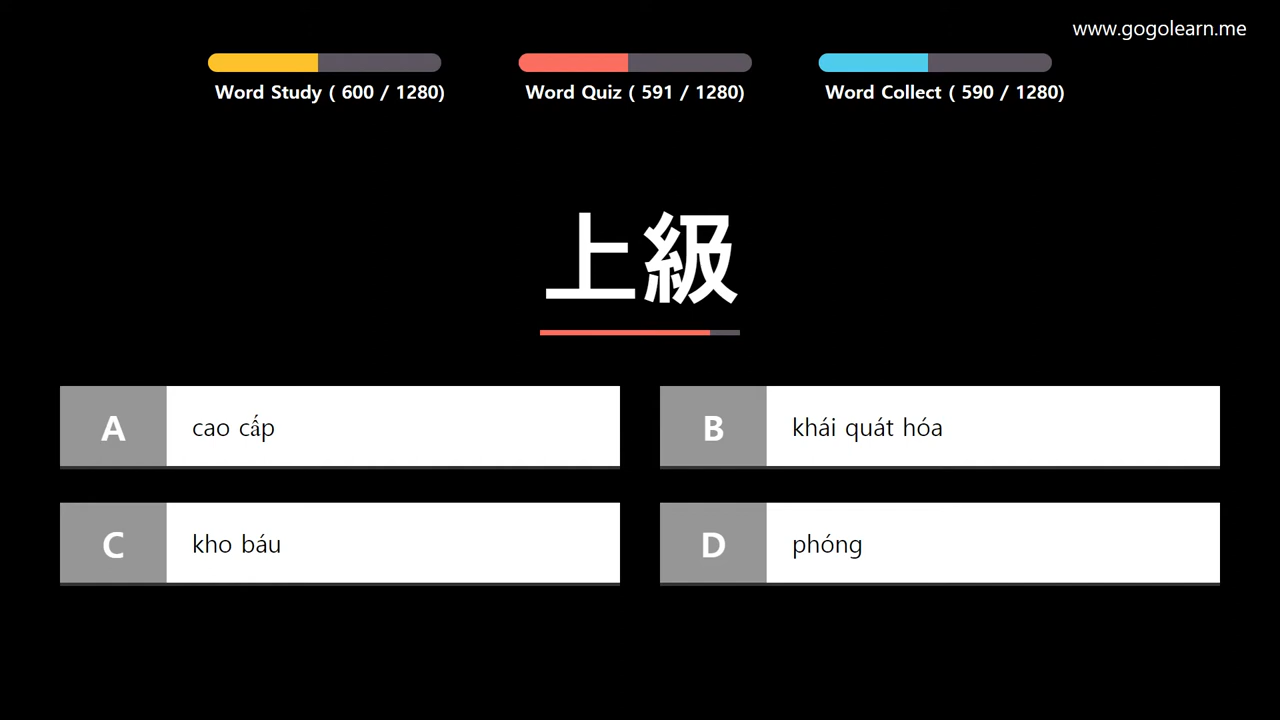 www.gogolearn.me
Word Study ( 600 / 1280)
Word Quiz ( 591 / 1280)
Word Collect ( 590 / 1280)
上級
A cao cấp
B khái quát hóa
C kho báu
D phóng